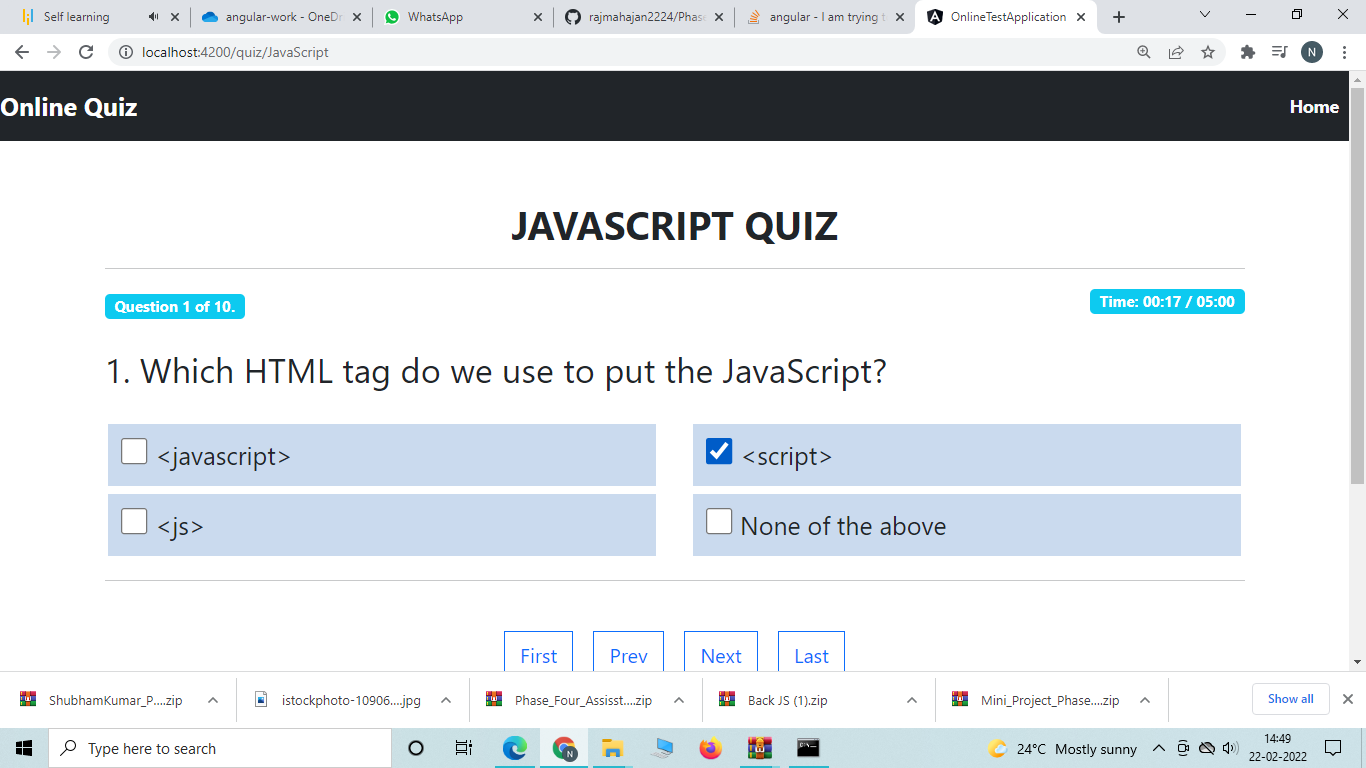 Self learning
angular-work - OneDr
WhatsApp
rajmahajan2224/Phase
angular - I am trying t
OnlineTestApplication
localhost:4200/quiz/JavaScript
N
Online Quiz
Home
JAVASCRIPT QUIZ
Question 1 of 10.
Time: 00:17 / 05:00
1. Which HTML tag do we use to put the JavaScript?
<javascript>
<script>
<js>
None of the above
First
Prev
Next
Last
ShubhamKumar_P....zip
istockphoto-10906....jpg
Phase_Four_Assisst....zip
Back JS (1).zip
Mini_Project_Phase....zip
Show all
Type here to search
N
24°C Mostly sunny
14:49
22-02-2022